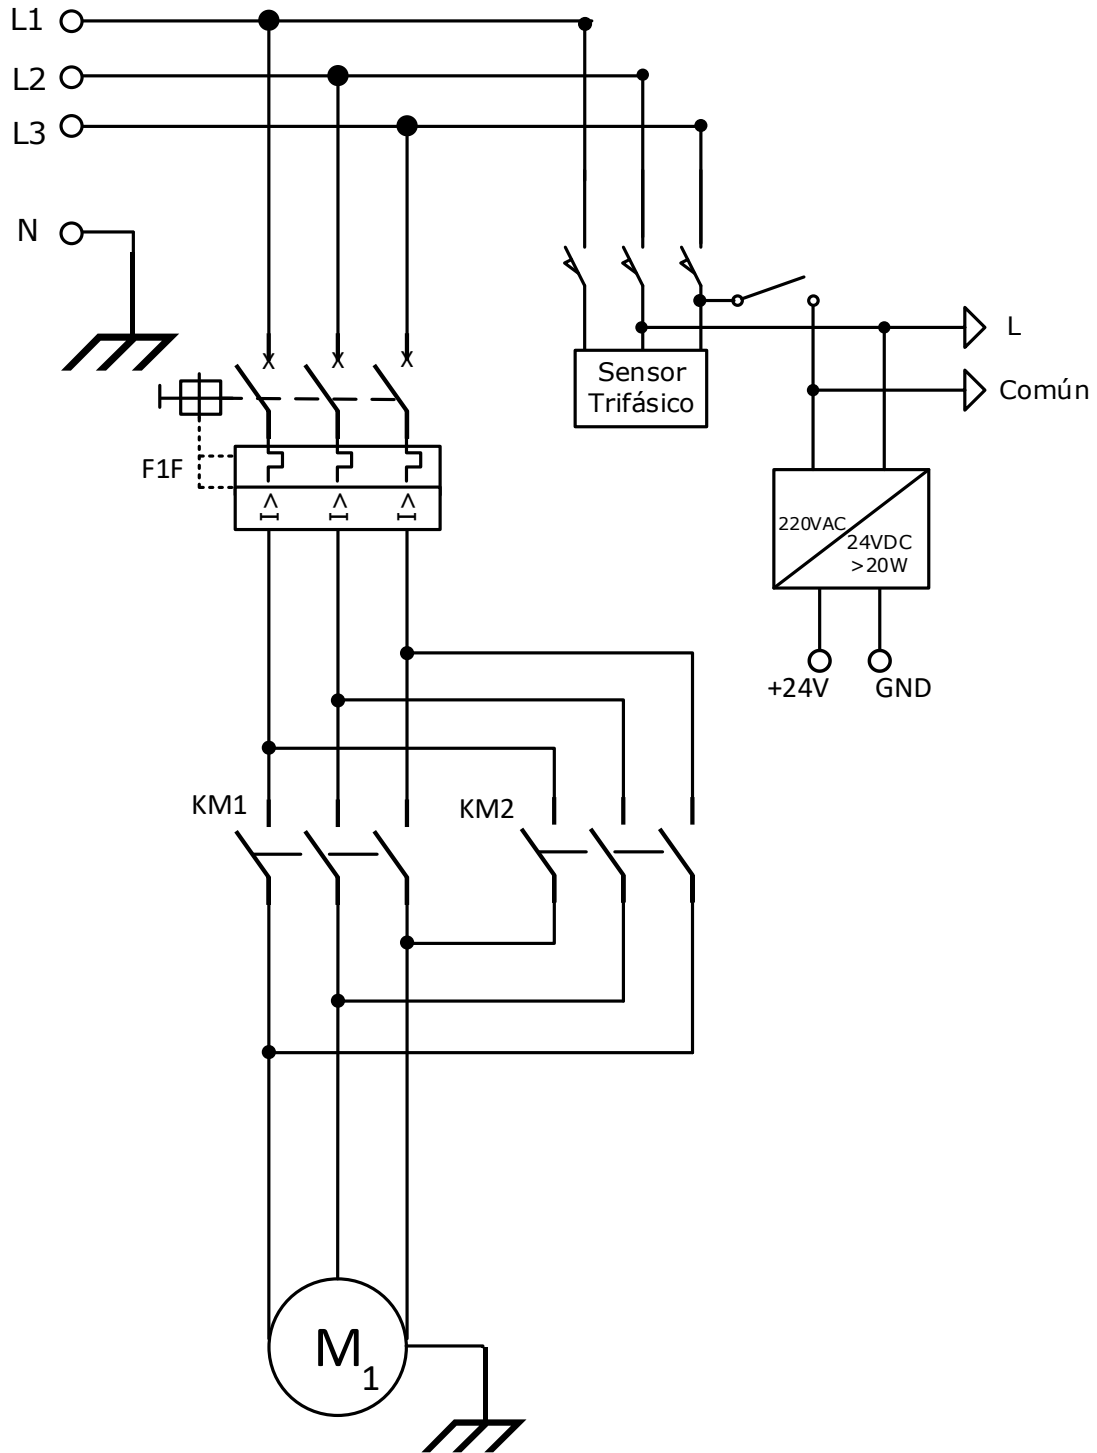 L1
L2
L3
N
L
Común
Sensor
Trifásico
F1F
I>
I>
I>
220VAC
24VDC
>20W
+24V
GND
KM1
KM2
M1